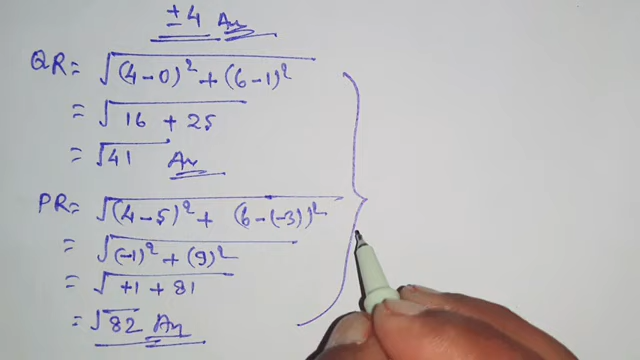 ±4 Ans
QR = √(4-0)² + (6-1)²
= √16 + 25
= √41 Ans
PR = √(4-5)² + (6-(-3))²
= √(-1)² + (9)²
= √+1 + 81
= √82 Ans